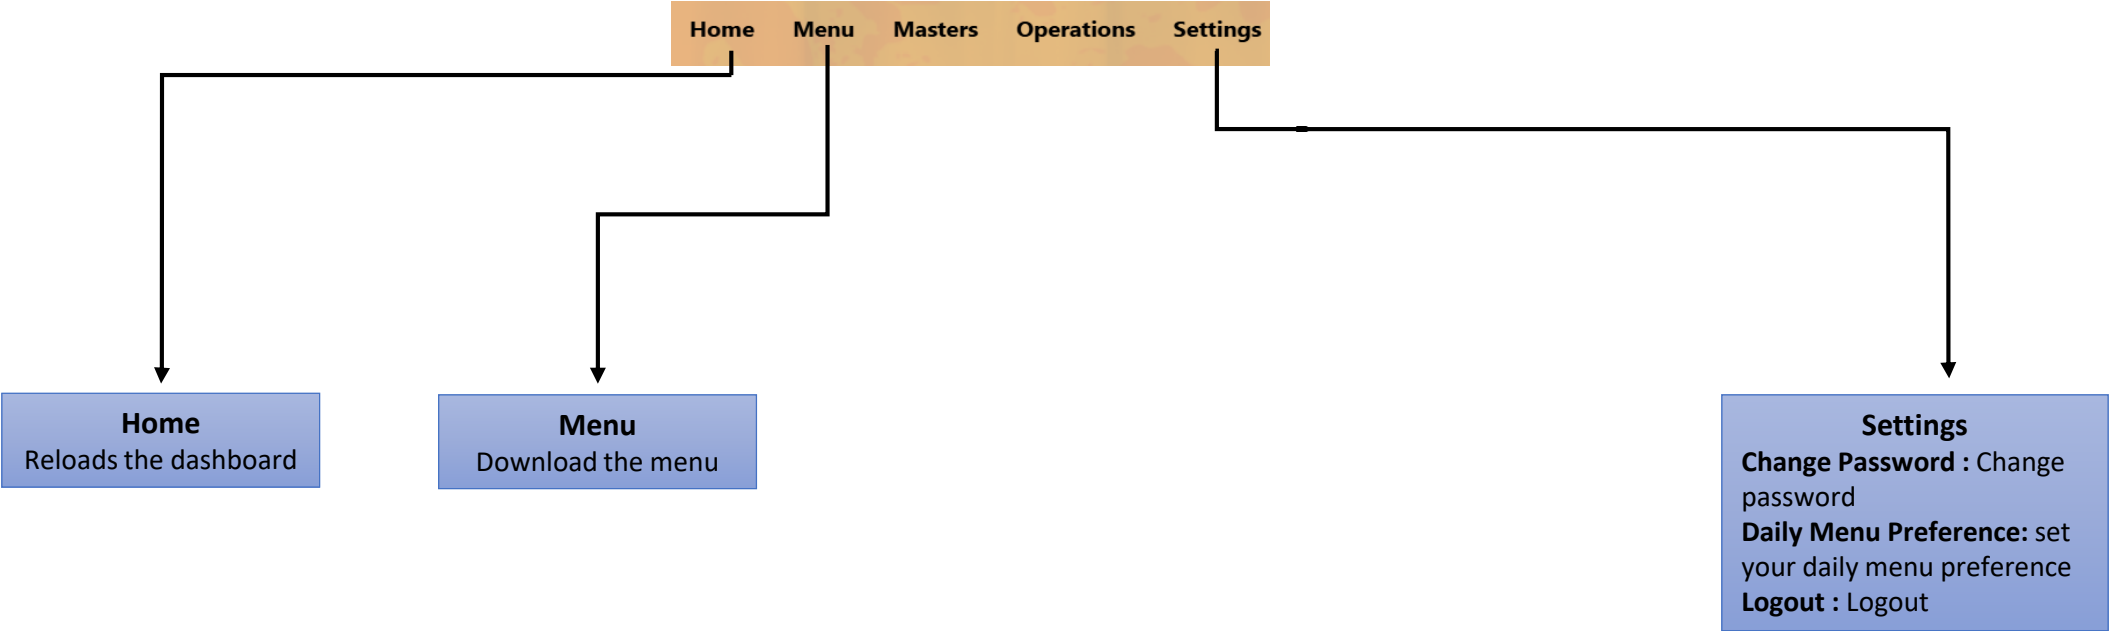 Home Menu Masters Operations Settings
Home
Reloads the dashboard
Menu
Download the menu
Settings
Change Password : Change
password
Daily Menu Preference: set
your daily menu preference
Logout : Logout